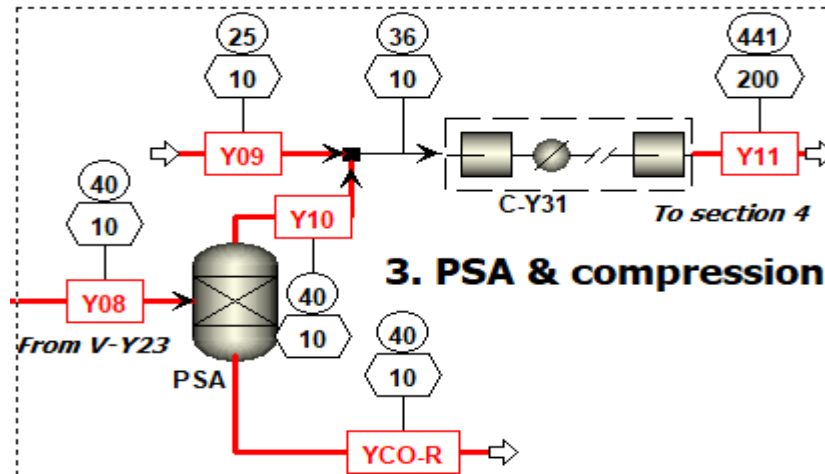 25
10
36
10
441
200
Y09
Y11
C-Y31
To section 4
40
10
Y10
Y08
40
10
3. PSA & compression
From V-Y23
PSA
40
10
YCO-R